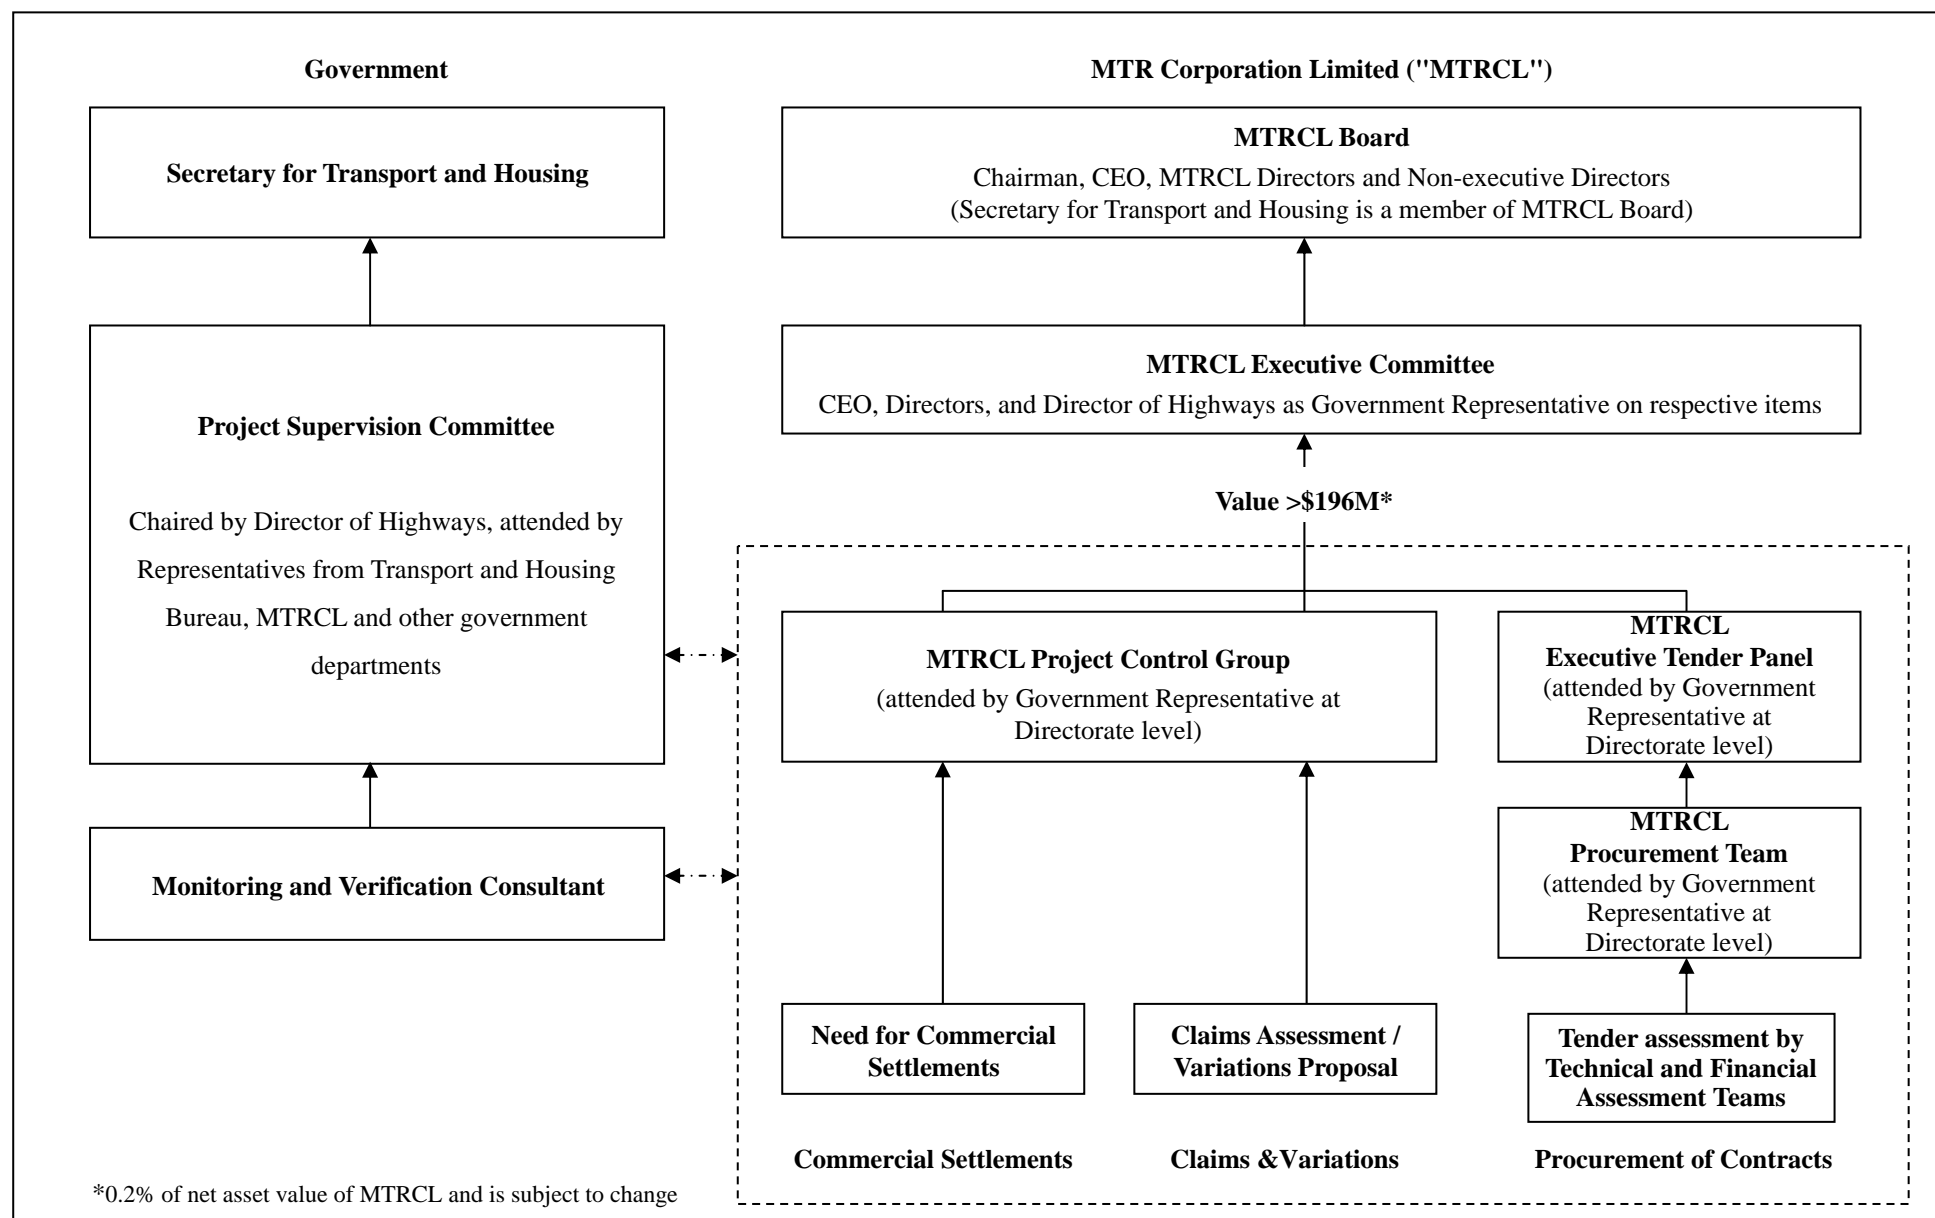 Government
Secretary for Transport and Housing
Project Supervision Committee
Chaired by Director of Highways, attended by
Representatives from Transport and Housing
Bureau, MTRCL and other government
departments
Monitoring and Verification Consultant
MTR Corporation Limited ("MTRCL")
MTRCL Board
Chairman, CEO, MTRCL Directors and Non-executive Directors
(Secretary for Transport and Housing is a member of MTRCL Board)
MTRCL Executive Committee
CEO, Directors, and Director of Highways as Government Representative on respective items
Value >$196M*
MTRCL Project Control Group
(attended by Government Representative at
Directorate level)
MTRCL
Executive Tender Panel
(attended by Government
Representative at
Directorate level)
MTRCL
Procurement Team
(attended by Government
Representative at
Directorate level)
Need for Commercial
Settlements
Claims Assessment /
Variations Proposal
Tender assessment by
Technical and Financial
Assessment Teams
Commercial Settlements
Claims &Variations
Procurement of Contracts
*0.2% of net asset value of MTRCL and is subject to change